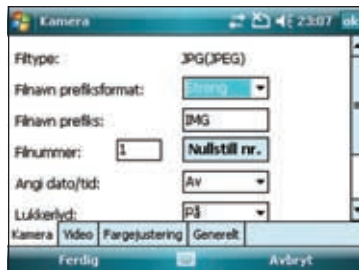 Kamera 23:07 ok
Filtype: JPG(JPEG)
Filnavn prefiksformat: Streng
Filnavn prefiks: IMG
Filnummer: 1 Nullstill nr.
Angi dato/tid: Av
Lukkerlyd: På
Kamera Video Fargejustering Generelt
Ferdig Avbryt